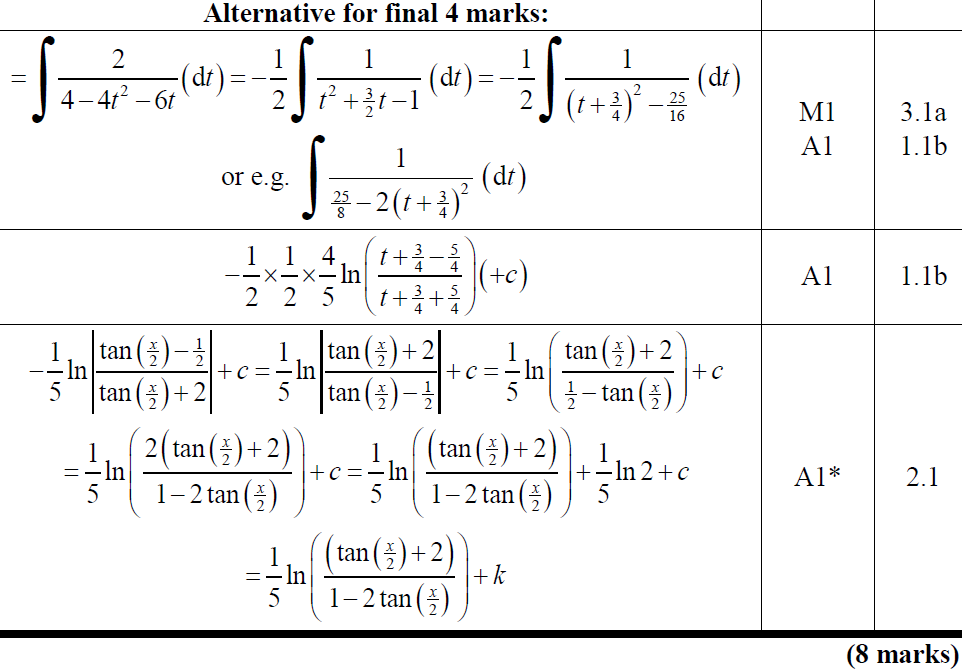 Alternative for final 4 marks:
= ∫ 2/(4 − 4t² − 6t) (dt) = −1/2 ∫ 1/(t² + 3/2 t − 1) (dt) = −1/2 ∫ 1/((t + 3/4)² − 25/16) (dt)
or e.g. ∫ 1/(25/8 − 2(t + 3/4)²) (dt)
M1 3.1a
A1 1.1b
−1/2 × 1/2 × 4/5 ln((t + 3/4 − 5/4)/(t + 3/4 + 5/4)) (+c) A1 1.1b
−1/5 ln|(tan(x/2) − 1/2)/(tan(x/2) + 2)| + c = 1/5 ln|(tan(x/2) + 2)/(tan(x/2) − 1/2)| + c = 1/5 ln((tan(x/2) + 2)/(1/2 − tan(x/2))) + c
= 1/5 ln(2(tan(x/2) + 2)/(1 − 2 tan(x/2))) + c = 1/5 ln((tan(x/2) + 2)/(1 − 2 tan(x/2))) + 1/5 ln 2 + c A1* 2.1
= 1/5 ln((tan(x/2) + 2)/(1 − 2 tan(x/2))) + k
(8 marks)